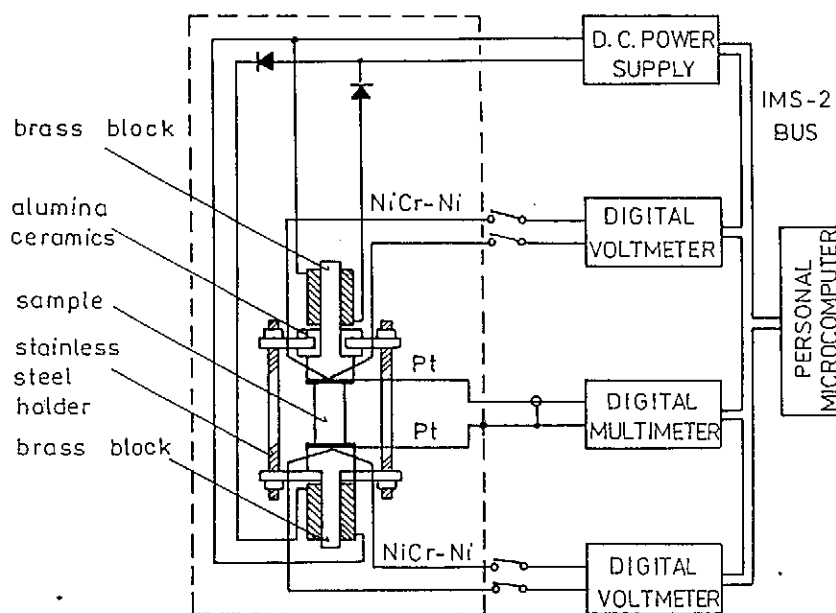 D.C. POWER
SUPPLY
IMS-2
BUS
brass block
NiCr-Ni
DIGITAL
VOLTMETER
alumina
ceramics
sample
stainless
steel
holder
brass block
Pt
Pt
DIGITAL
MULTIMETER
PERSONAL
MICROCOMPUTER
NiCr-Ni
DIGITAL
VOLTMETER